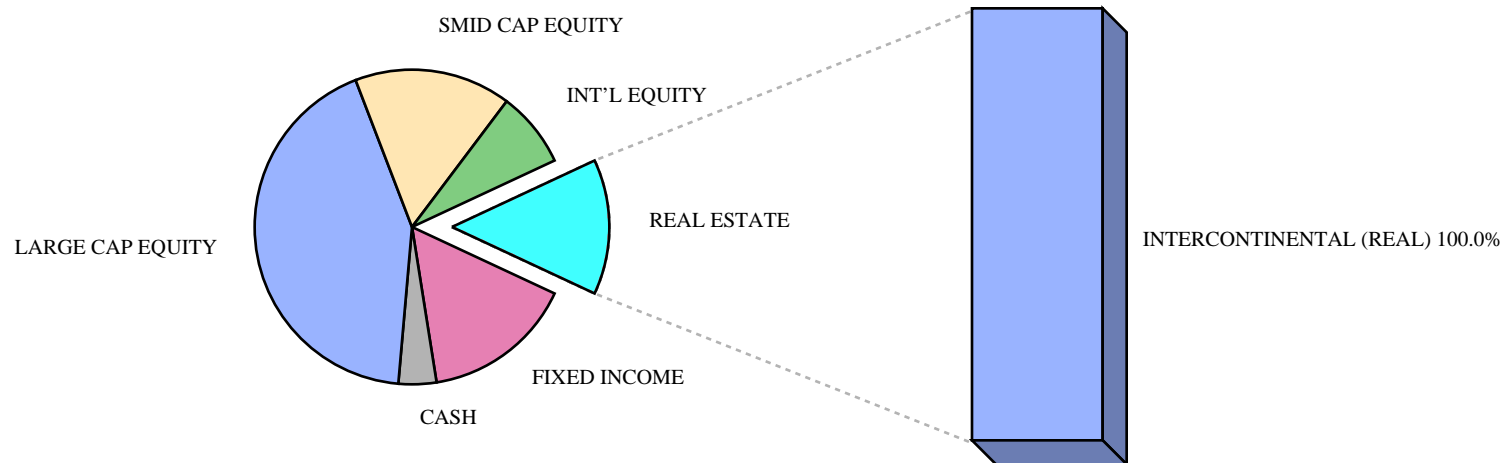 SMID CAP EQUITY
INT'L EQUITY
REAL ESTATE
LARGE CAP EQUITY
INTERCONTINENTAL (REAL) 100.0%
FIXED INCOME
CASH